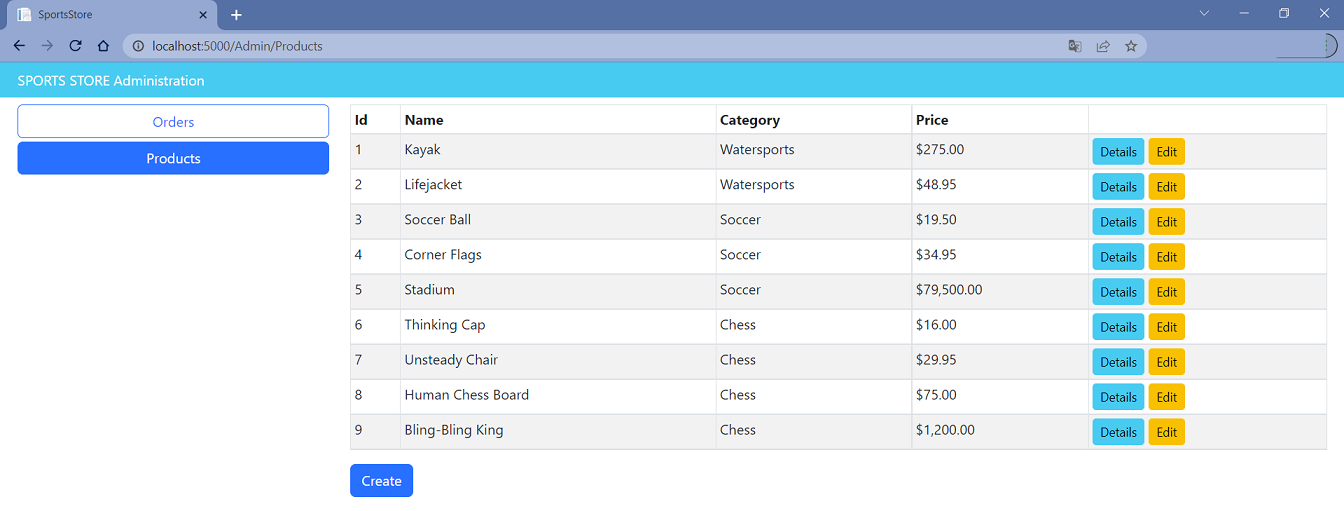 SportsStore
localhost:5000/Admin/Products
SPORTS STORE Administration
Orders
Products
Id Name Category Price
1 Kayak Watersports $275.00 Details Edit
2 Lifejacket Watersports $48.95 Details Edit
3 Soccer Ball Soccer $19.50 Details Edit
4 Corner Flags Soccer $34.95 Details Edit
5 Stadium Soccer $79,500.00 Details Edit
6 Thinking Cap Chess $16.00 Details Edit
7 Unsteady Chair Chess $29.95 Details Edit
8 Human Chess Board Chess $75.00 Details Edit
9 Bling-Bling King Chess $1,200.00 Details Edit
Create